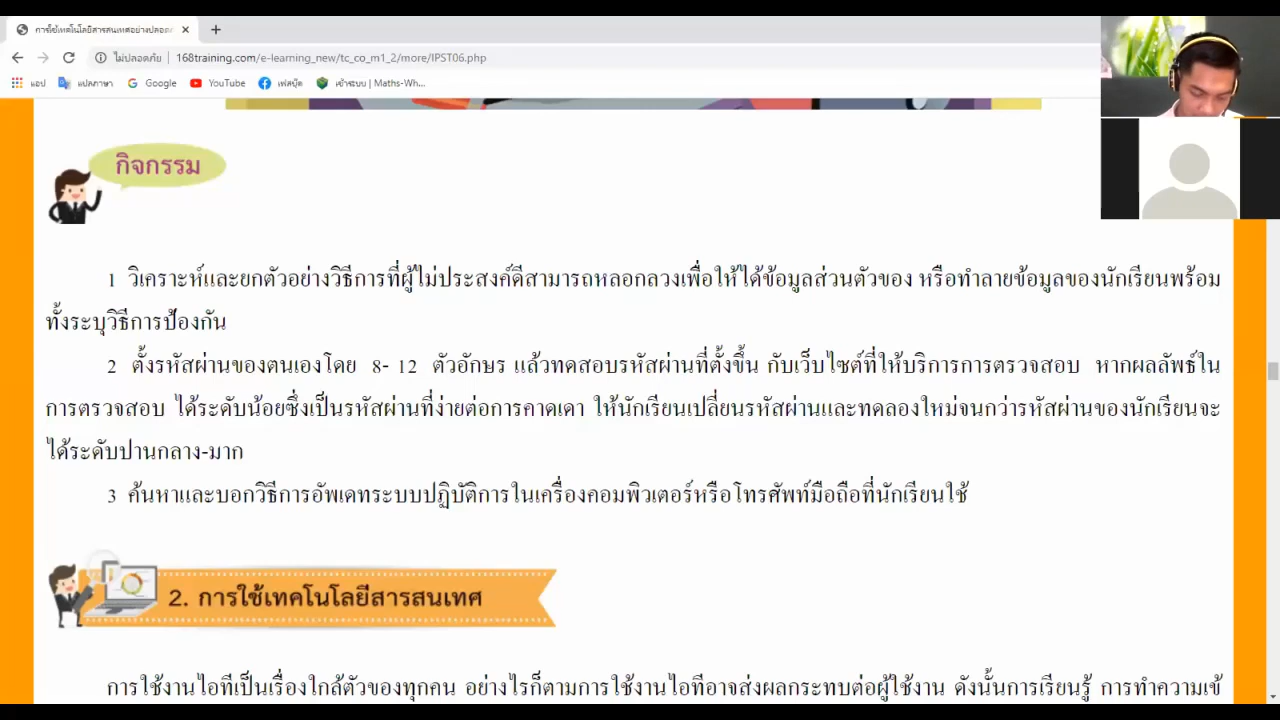 การใช้เทคโนโลยีสารสนเทศอย่างปลอด
ไม่ปลอดภัย 168training.com/e-learning_new/tc_co_m1_2/more/IPST06.php
แอป แปลภาษา Google YouTube เฟสบุ๊ค เข้าระบบ | Maths-Wh...
กิจกรรม
1 วิเคราะห์และยกตัวอย่างวิธีการที่ผู้ไม่ประสงค์ดีสามารถหลอกลวงเพื่อให้ได้ข้อมูลส่วนตัวของ หรือทำลายข้อมูลของนักเรียนพร้อม
ทั้งระบุวิธีการป้องกัน
2 ตั้งรหัสผ่านของตนเองโดย 8- 12 ตัวอักษร แล้วทดสอบรหัสผ่านที่ตั้งขึ้น กับเว็บไซต์ที่ให้บริการการตรวจสอบ หากผลลัพธ์ใน
การตรวจสอบ ได้ระดับน้อยซึ่งเป็นรหัสผ่านที่ง่ายต่อการคาดเดา ให้นักเรียนเปลี่ยนรหัสผ่านและทดลองใหม่จนกว่ารหัสผ่านของนักเรียนจะ
ได้ระดับปานกลาง-มาก
3 ค้นหาและบอกวิธีการอัพเดทระบบปฏิบัติการในเครื่องคอมพิวเตอร์หรือโทรศัพท์มือถือที่นักเรียนใช้
2. การใช้เทคโนโลยีสารสนเทศ
การใช้งานไอทีเป็นเรื่องใกล้ตัวของทุกคน อย่างไรก็ตามการใช้งานไอทีอาจส่งผลกระทบต่อผู้ใช้งาน ดังนั้นการเรียนรู้ การทำความเข้